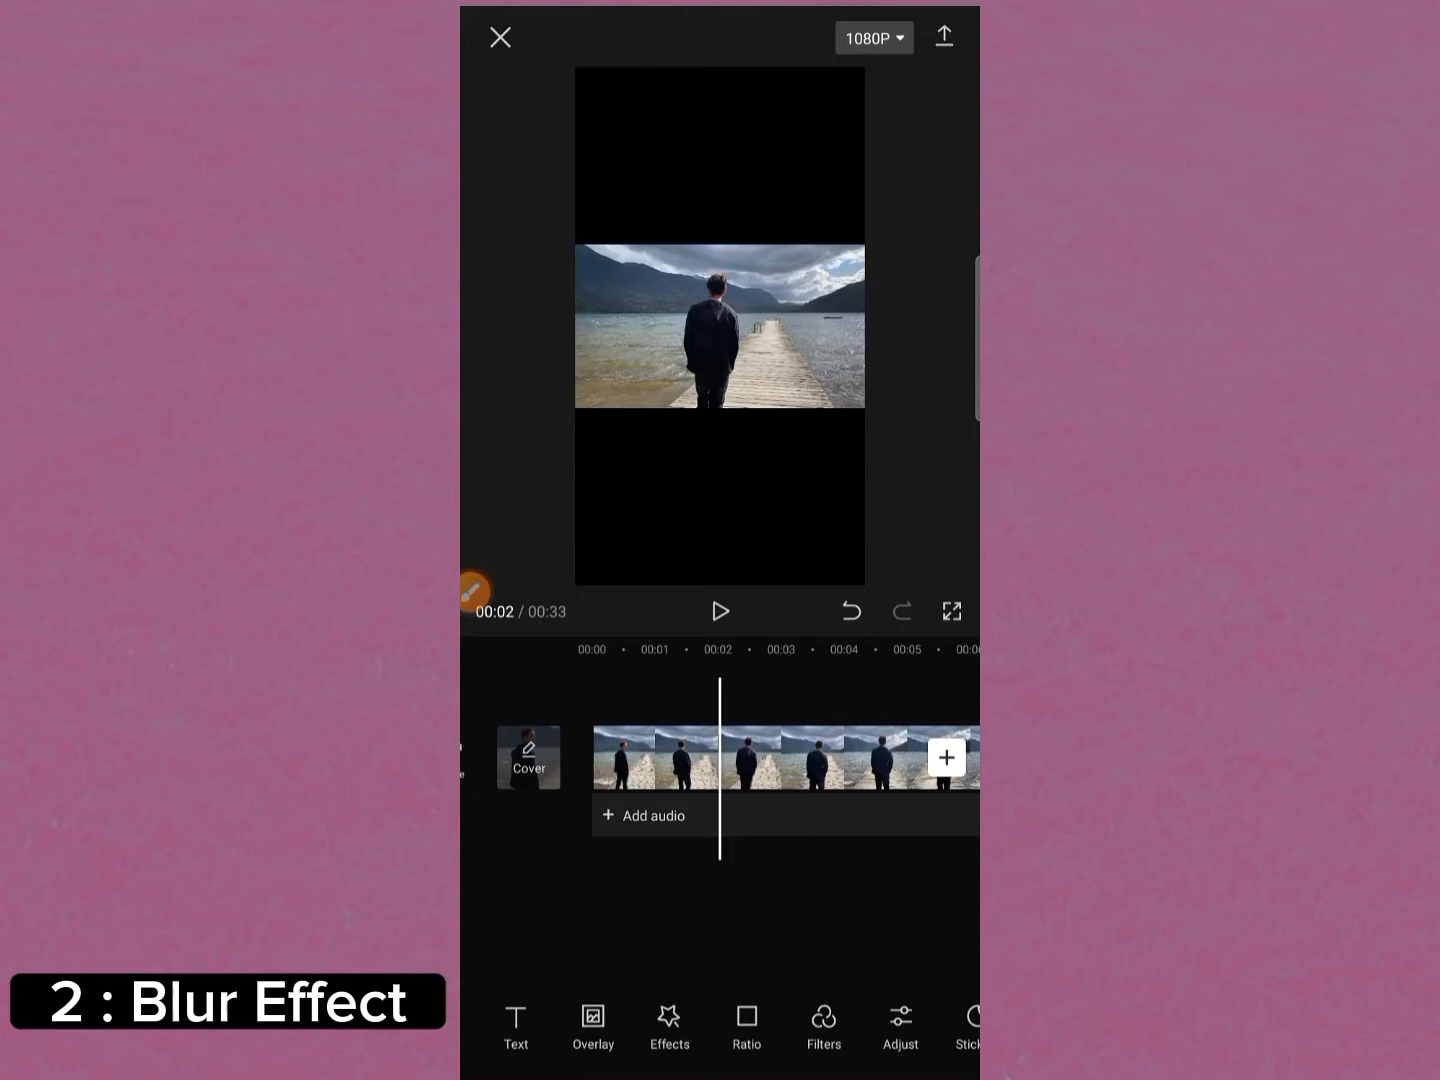 1080P
00:02 / 00:33
00:00 00:01 00:02 00:03 00:04 00:05
Cover
+ Add audio
2 : Blur Effect
Text Overlay Effects Ratio Filters Adjust